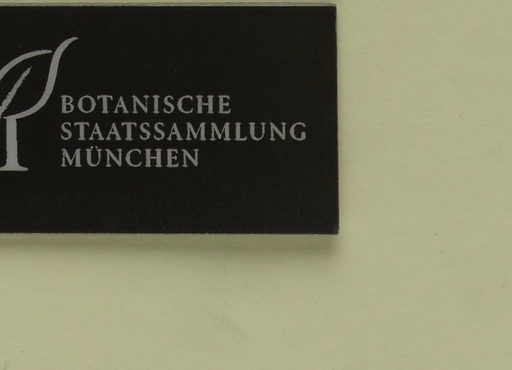 BOTANISCHE
STAATSSAMMLUNG
MÜNCHEN